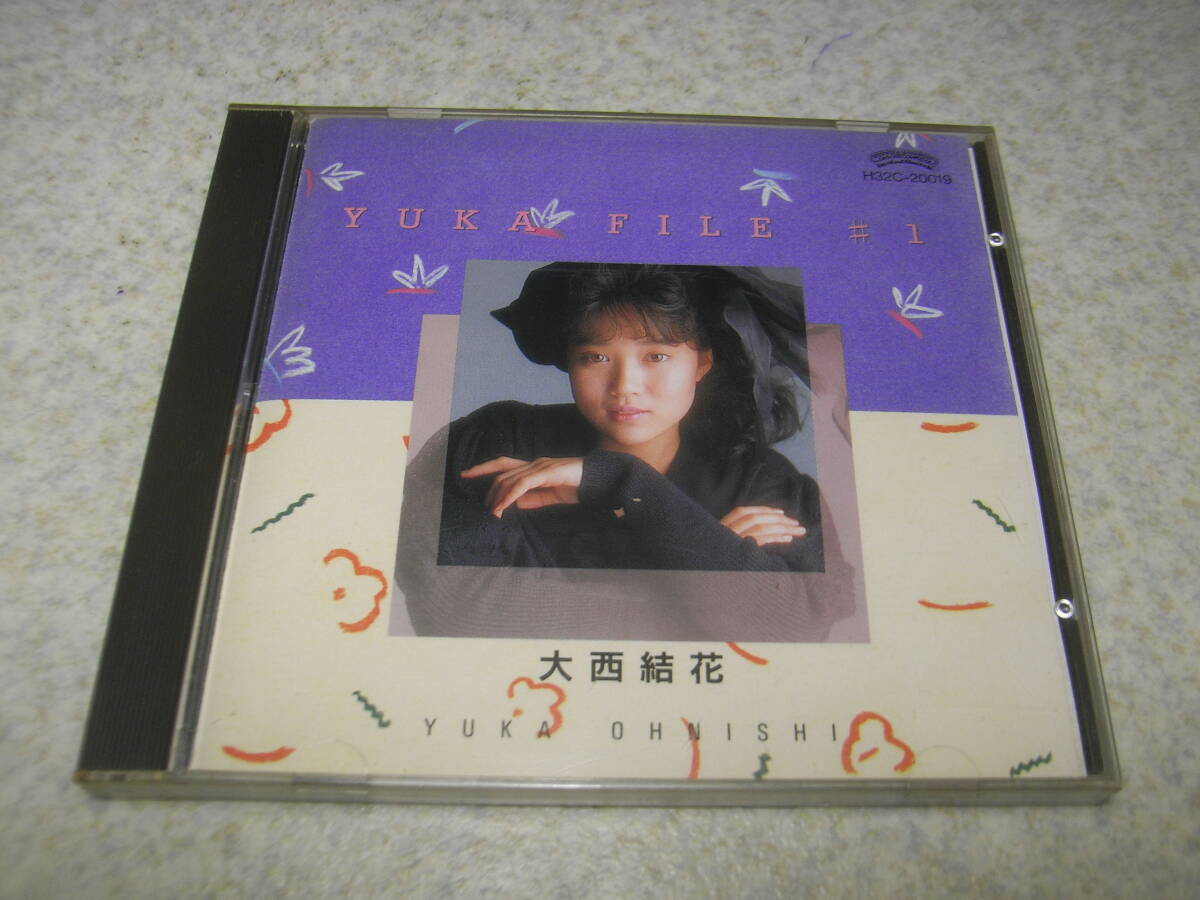 H32C-20019
YUKA FILE #1
大西結花
YUKA OHNISHI